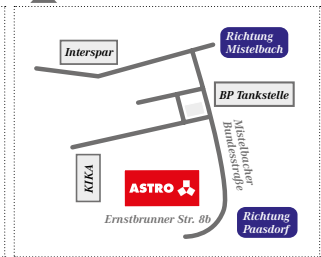 Richtung
Mistelbach
Interspar
BP Tankstelle
Mistelbacher
Bundesstraße
KIKA
ASTRO
Ernstbrunner Str. 8b
Richtung
Paasdorf